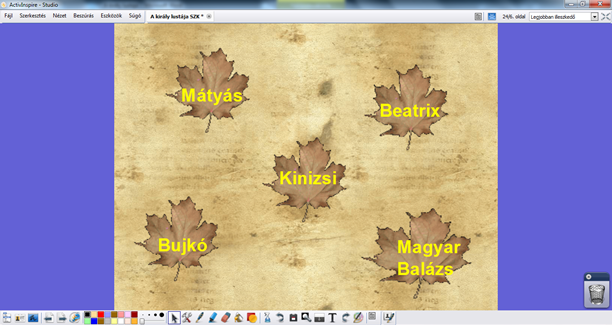 ActivInspire - Studio
Fájl Szerkesztés Nézet Beszúrás Eszközök Súgó
A király lustája SZK *
24/6. oldal
Legjobban illeszkedő
Mátyás
Beatrix
Kinizsi
Bujkó
Magyar
Balázs